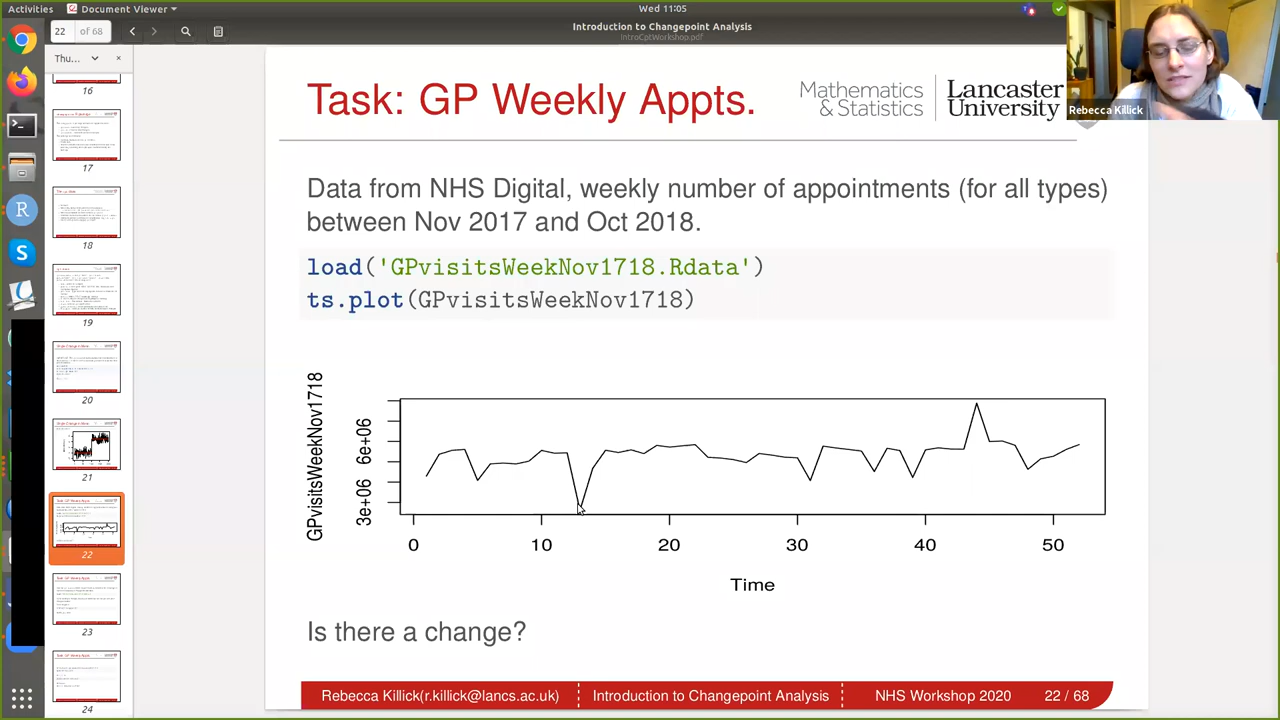 Activities
Document Viewer
Wed 11:05
22
of 68
Introduction to Changepoint Analysis
IntroCptWorkshop.pdf
Thu...
16
17
18
19
20
21
22
23
24
Task: GP Weekly Appts.
Mathematics
& Statistics
Lancaster
University
Rebecca Killick
Data from NHS Digital, weekly number of appointments (for all types)
between Nov 2017 and Oct 2018.
load('GPvisitsWeekNov1718.Rdata')
ts.plot(GPvisitsWeekNov1718)
GPvisitsWeekNov1718
6e+06
3e+06
0 10 20 30 40 50
Time
Is there a change?
Rebecca Killick(r.killick@lancs.ac.uk)
Introduction to Changepoint Analysis
NHS Workshop 2020
22 / 68